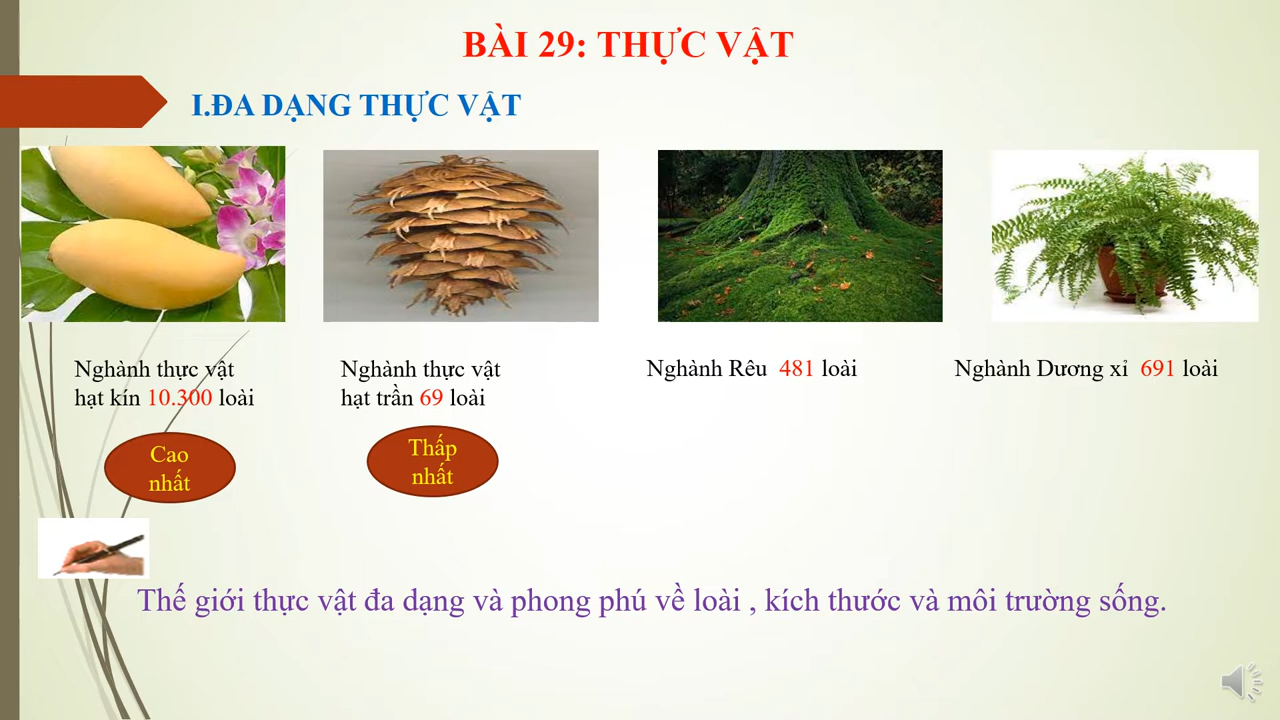 BÀI 29: THỰC VẬT
I.ĐA DẠNG THỰC VẬT
Nghành thực vật
hạt kín 10.300 loài
Nghành thực vật
hạt trần 69 loài
Nghành Rêu 481 loài
Nghành Dương xỉ 691 loài
Cao
nhất
Thấp
nhất
Thế giới thực vật đa dạng và phong phú về loài , kích thước và môi trường sống.